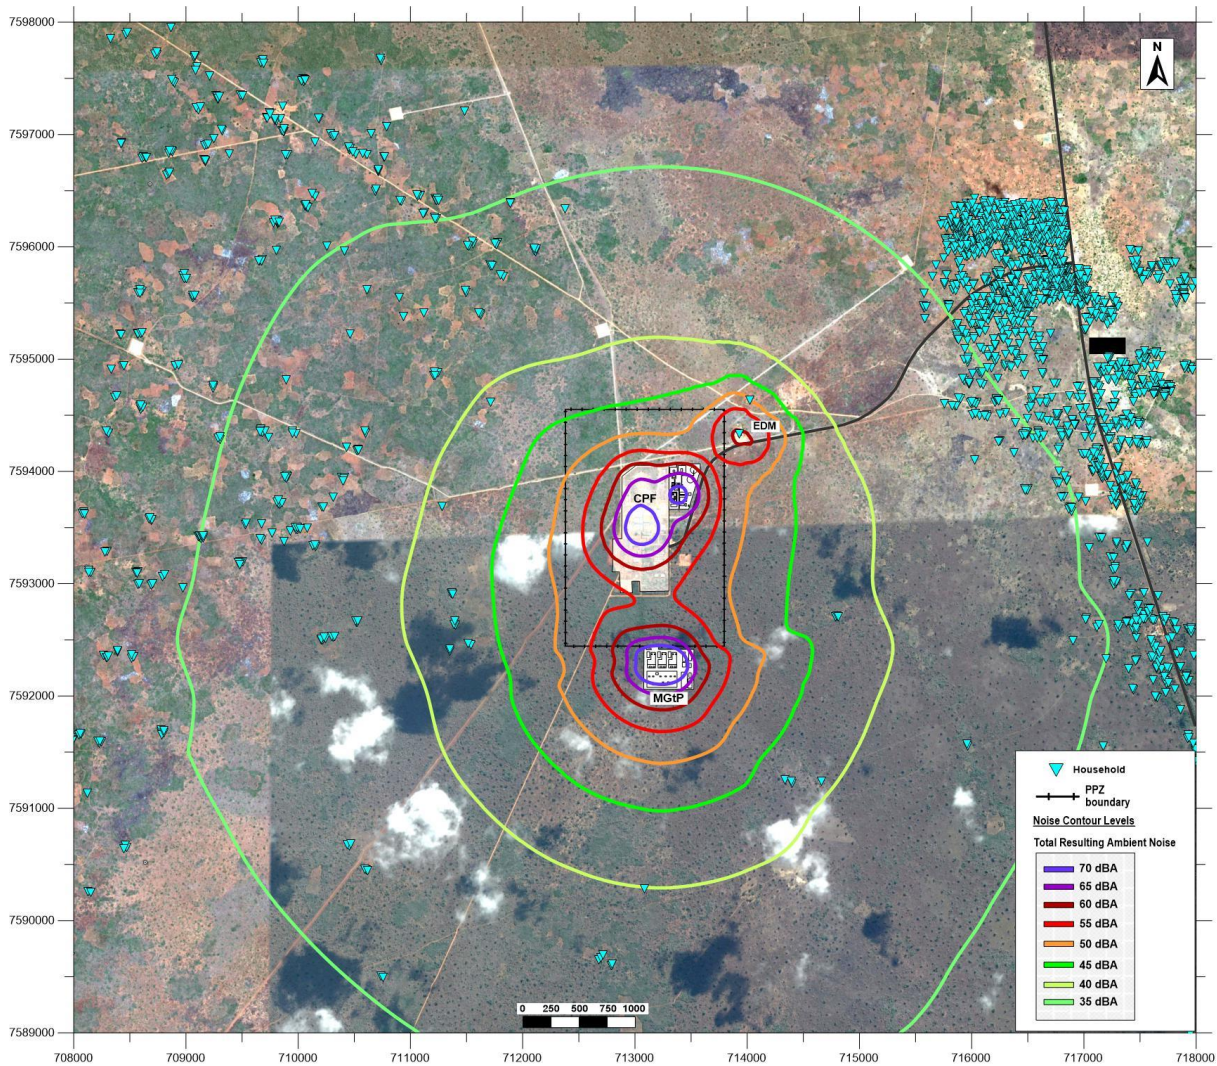 7598000
N
7597000
7596000
7595000
EDM
7594000
CPF
7593000
7592000
MGtP
7591000
Household
PPZ
boundary
Noise Contour Levels
Total Resulting Ambient Noise
70 dBA
65 dBA
60 dBA
55 dBA
50 dBA
45 dBA
40 dBA
35 dBA
7590000
0 250 500 750 1000
7589000
708000 709000 710000 711000 712000 713000 714000 715000 716000 717000 718000